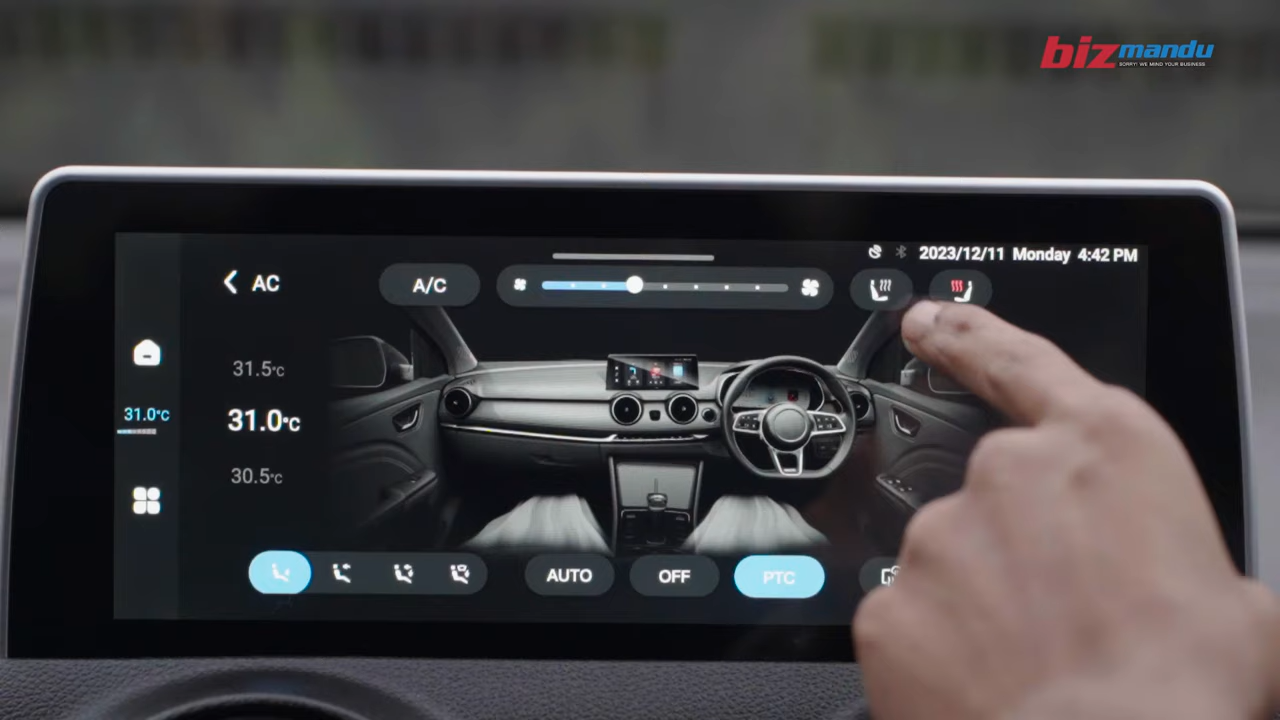 bizmandu
SORRY! WE MIND YOUR BUSINESS
2023/12/11 Monday 4:42 PM
AC
A/C
31.5°C
31.0°C
31.0°C
30.5°C
AUTO
OFF
PTC